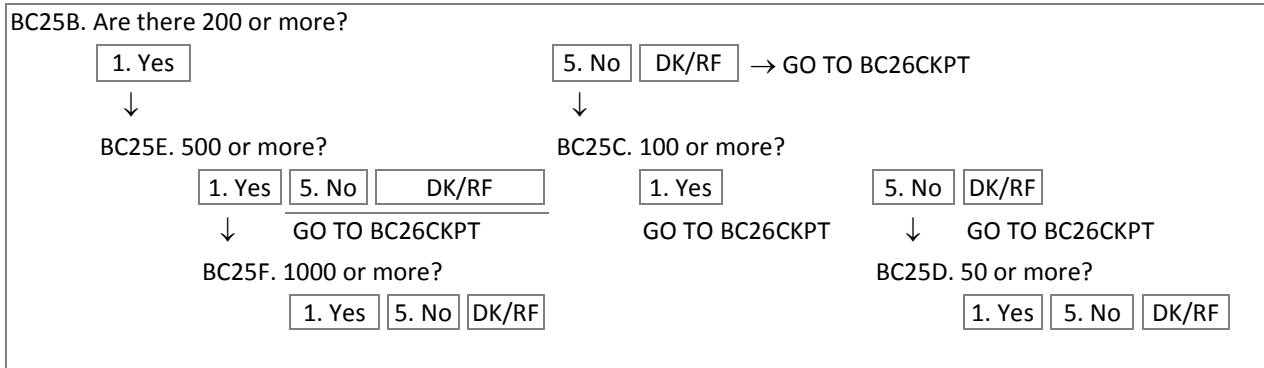 BC25B. Are there 200 or more?
1. Yes 5. No DK/RF → GO TO BC26CKPT
↓ ↓
BC25E. 500 or more? BC25C. 100 or more?
1. Yes 5. No DK/RF 1. Yes 5. No DK/RF
↓ GO TO BC26CKPT GO TO BC26CKPT ↓ GO TO BC26CKPT
BC25F. 1000 or more? BC25D. 50 or more?
1. Yes 5. No DK/RF 1. Yes 5. No DK/RF